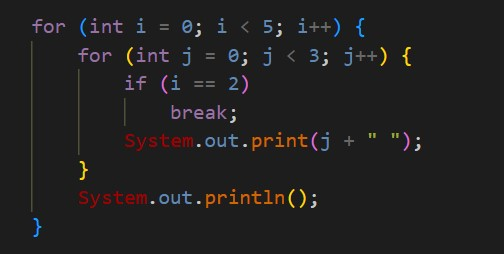 for (int i = 0; i < 5; i++) {
    for (int j = 0; j < 3; j++) {
        if (i == 2)
            break;
        System.out.print(j + " ");
    }
    System.out.println();
}